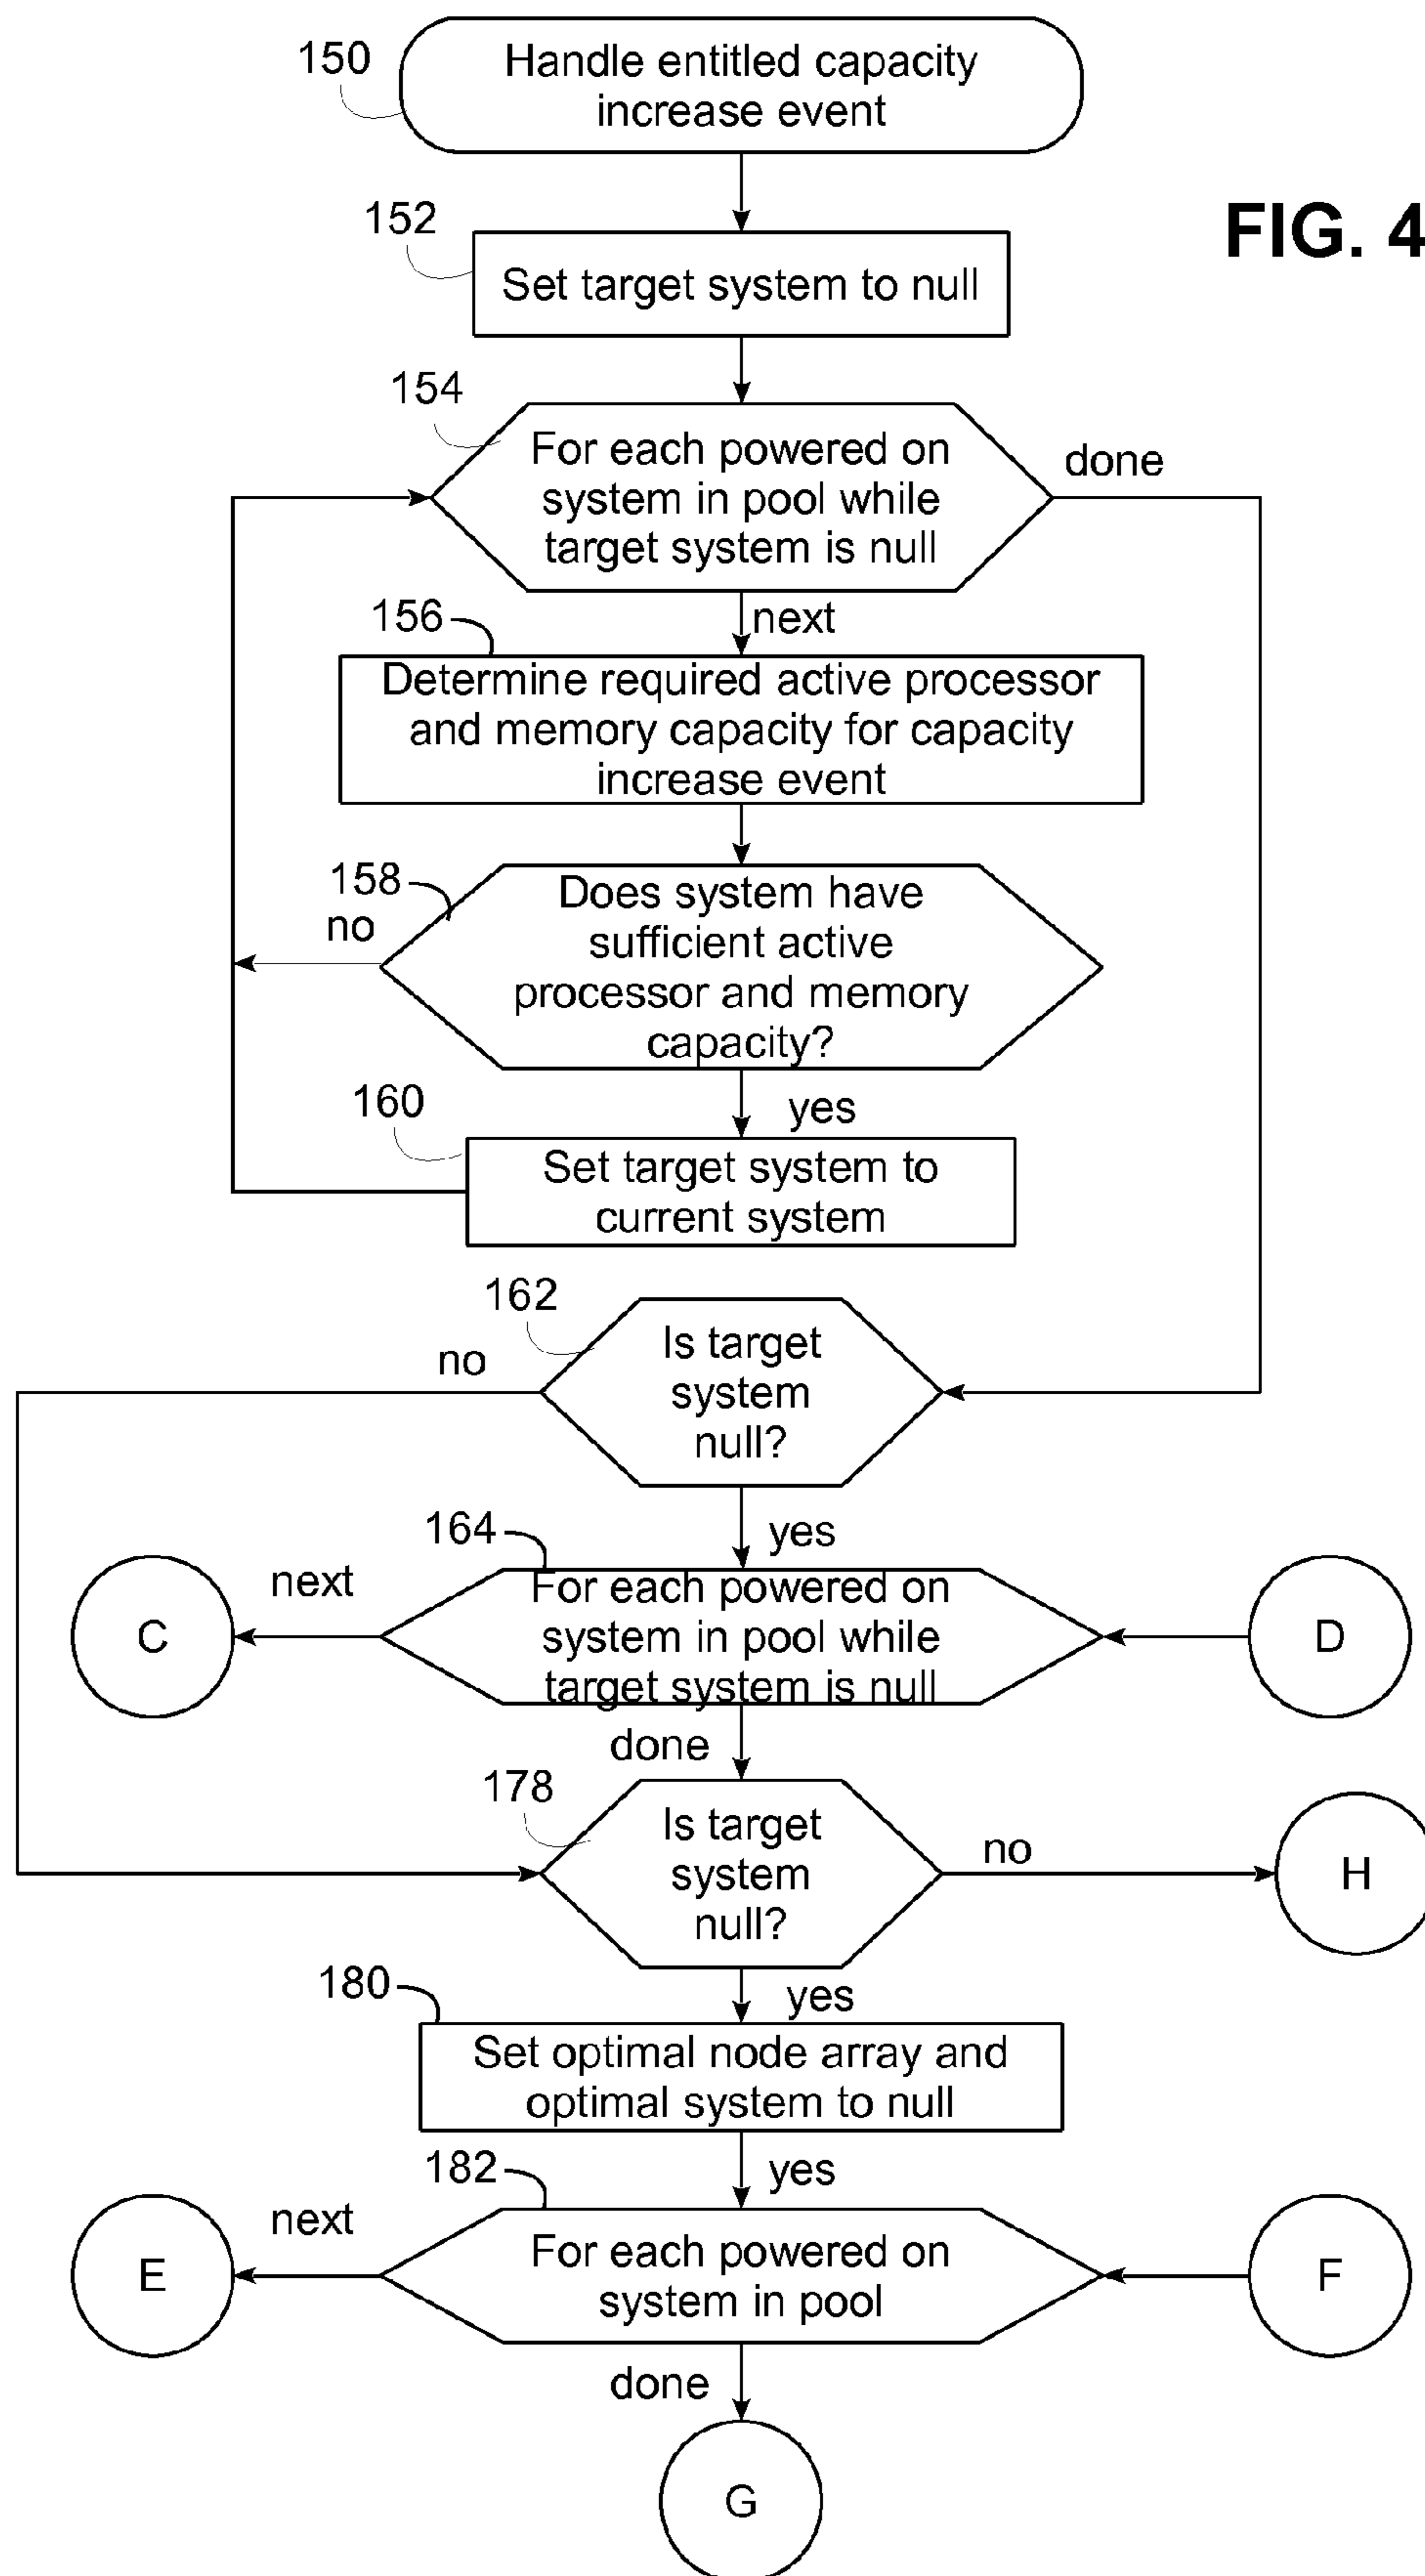 150
Handle entitled capacity
increase event
FIG. 4
152
Set target system to null
154
For each powered on
system in pool while
target system is null
done
next
156
Determine required active processor
and memory capacity for capacity
increase event
158
no
Does system have
sufficient active
processor and memory
capacity?
yes
160
Set target system to
current system
162
no
Is target
system
null?
yes
164
next
C
For each powered on
system in pool while
target system is null
D
done
178
Is target
system
null?
no
H
yes
180
Set optimal node array and
optimal system to null
yes
182
next
E
For each powered on
system in pool
F
done
G